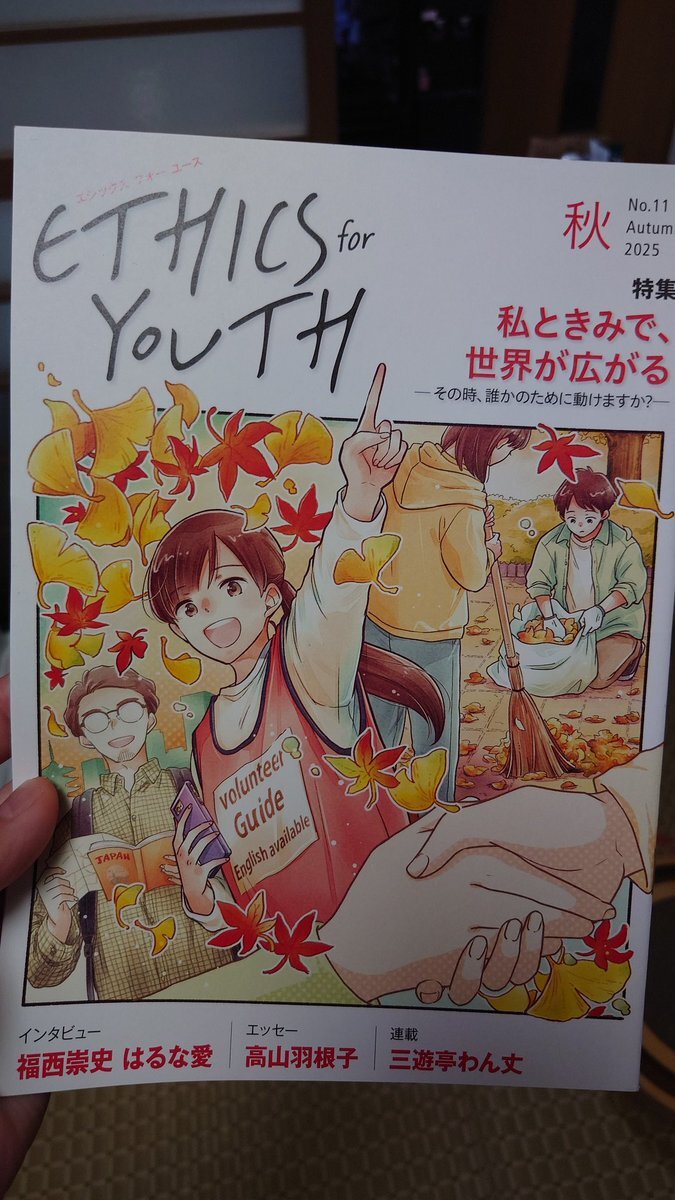 エシックス フォー ユース
ETHICS for
YOUTH
秋
No.11
Autumn
2025
特集
私ときみで、
世界が広がる
―その時、誰かのために動けますか?―
volunteer
Guide
English available
JAPAN
インタビュー
福西崇史 はるな愛
エッセー
高山羽根子
連載
三遊亭わん丈